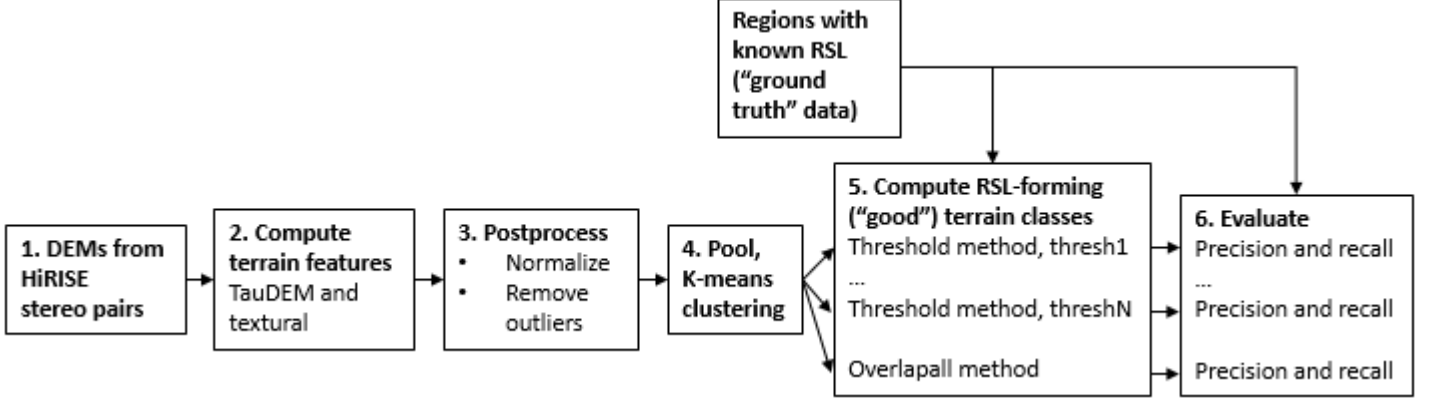 Regions with
known RSL
(“ground
truth” data)
1. DEMs from
HiRISE
stereo pairs
2. Compute
terrain features
TauDEM and
textural
3. Postprocess
• Normalize
• Remove
outliers
4. Pool,
K-means
clustering
5. Compute RSL-forming
(“good”) terrain classes
Threshold method, thresh1
...
Threshold method, threshN
Overlapall method
6. Evaluate
Precision and recall
...
Precision and recall
Precision and recall